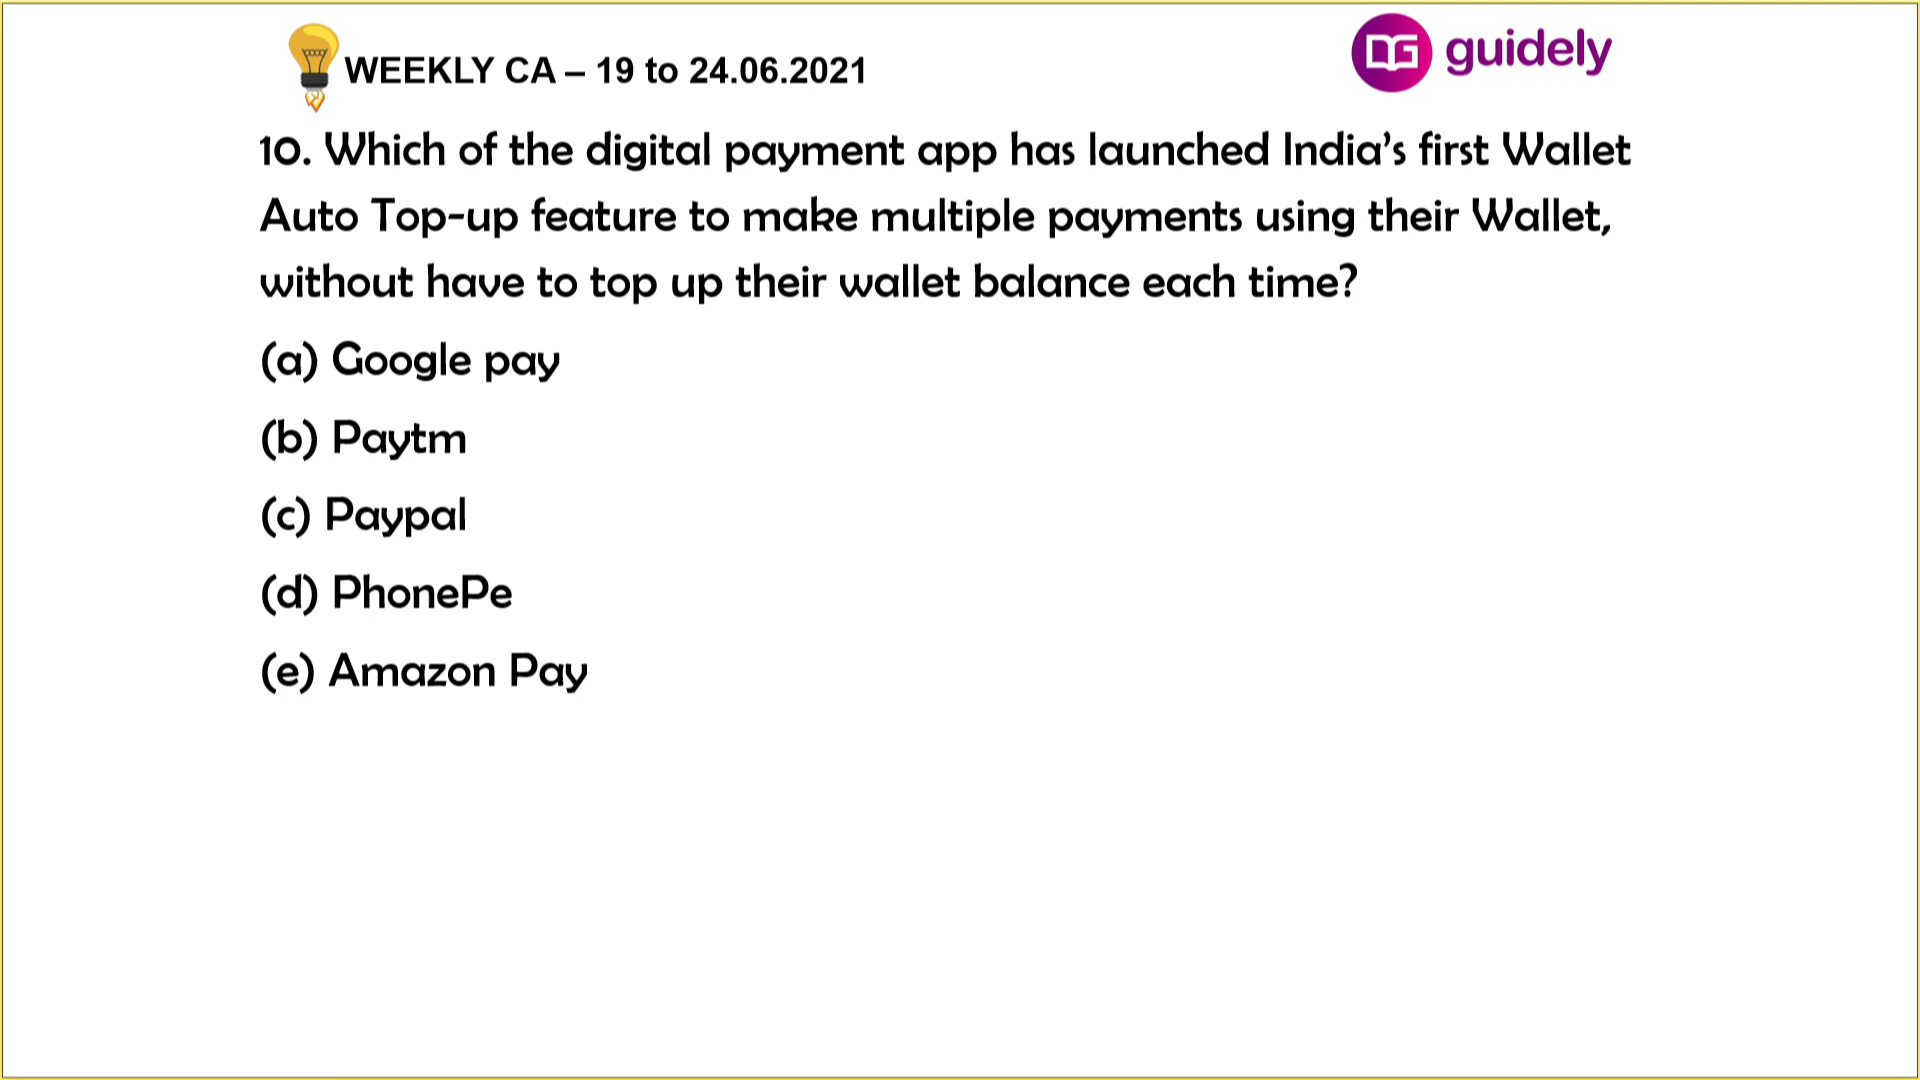 WEEKLY CA – 19 to 24.06.2021
guidely
10. Which of the digital payment app has launched India’s first Wallet
Auto Top-up feature to make multiple payments using their Wallet,
without have to top up their wallet balance each time?
(a) Google pay
(b) Paytm
(c) Paypal
(d) PhonePe
(e) Amazon Pay